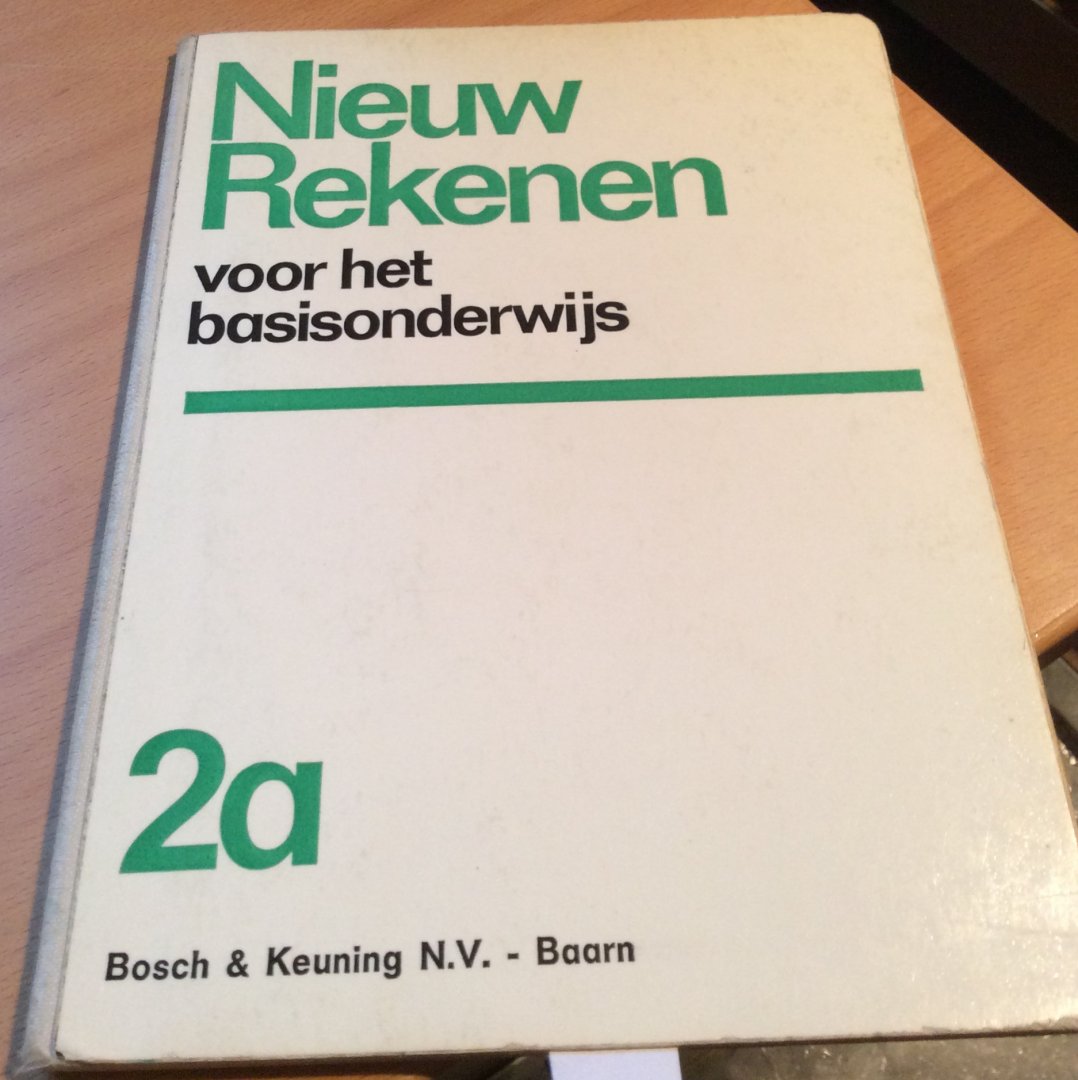 Nieuw
Rekenen
voor het
basisonderwijs
2a
Bosch & Keuning N.V. - Baarn